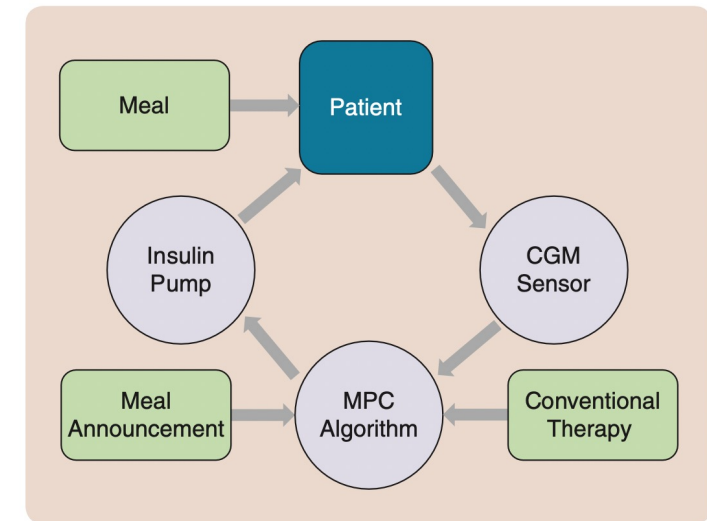 Meal
Patient
Insulin
Pump
CGM
Sensor
Meal
Announcement
MPC
Algorithm
Conventional
Therapy